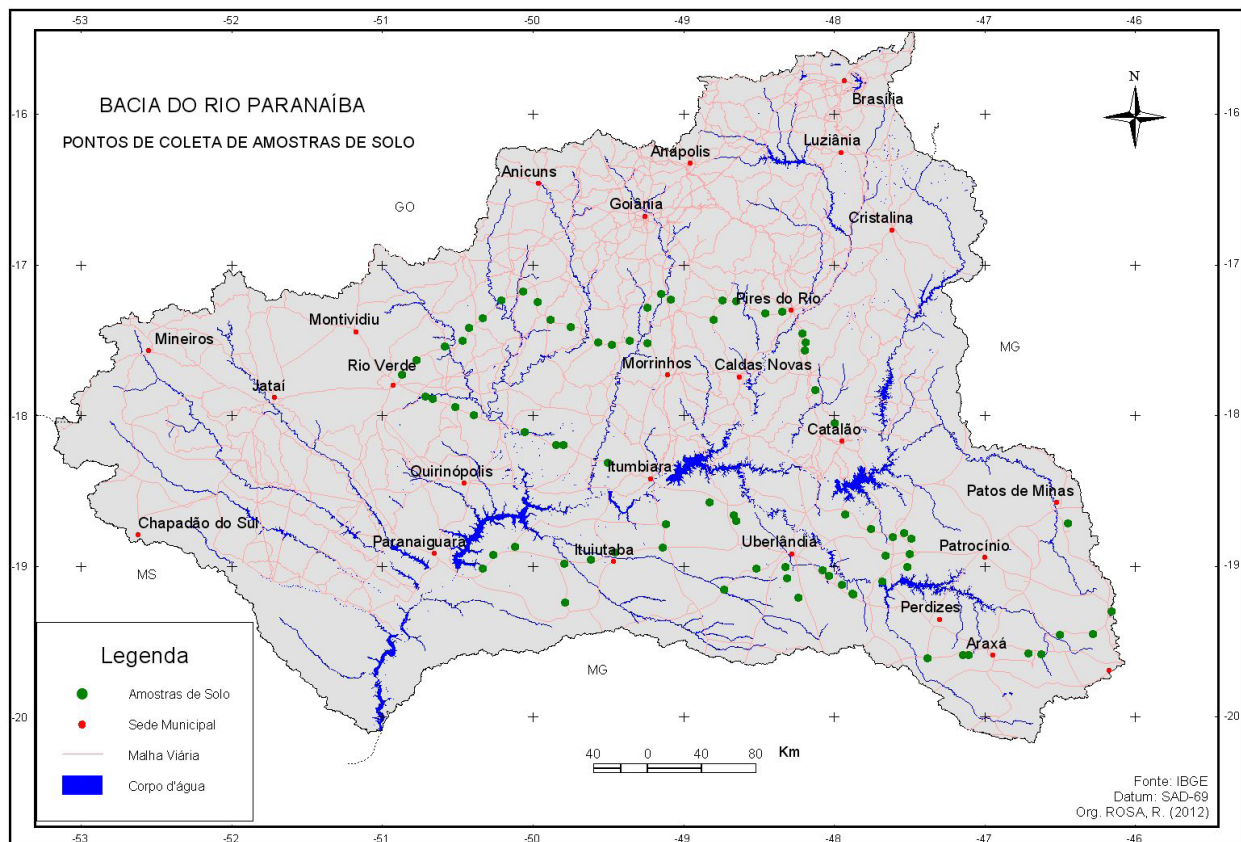 -53 -52 -51 -50 -49 -48 -47 -46
BACIA DO RIO PARANAÍBA
PONTOS DE COLETA DE AMOSTRAS DE SOLO
N
Brasília
-16 -16
Luziânia
Anápolis
Anicuns
Goiânia
GO
Cristalina
-17 -17
Pires do Rio
Montividiu
Mineiros
MG
Rio Verde
Morrinhos
Caldas Novas
Jataí
-18 -18
Catalão
Quirinópolis
Itumbiara
Patos de Minas
Chapadão do Sul
Paranaiguara
Ituiutaba
Uberlândia
Patrocínio
-19 -19
MS
Perdizes
Araxá
MG
Legenda
Amostras de Solo
Sede Municipal
Malha Viária
Corpo d'água
-20 -20
40 0 40 80 Km
Fonte: IBGE
Datum: SAD-69
Org. ROSA, R. (2012)
-53 -52 -51 -50 -49 -48 -47 -46